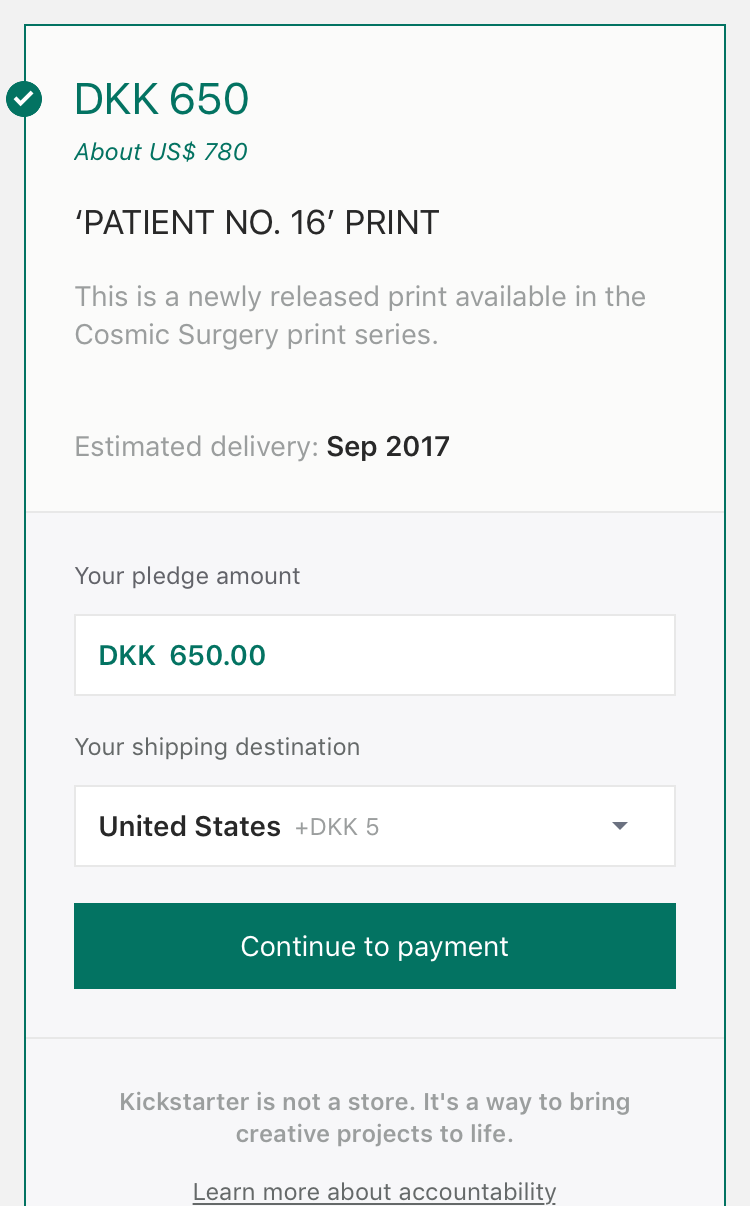 DKK 650
About US$ 780
‘PATIENT NO. 16’ PRINT
This is a newly released print available in the
Cosmic Surgery print series.
Estimated delivery: Sep 2017
Your pledge amount
DKK 650.00
Your shipping destination
United States +DKK 5
Continue to payment
Kickstarter is not a store. It's a way to bring
creative projects to life.
Learn more about accountability